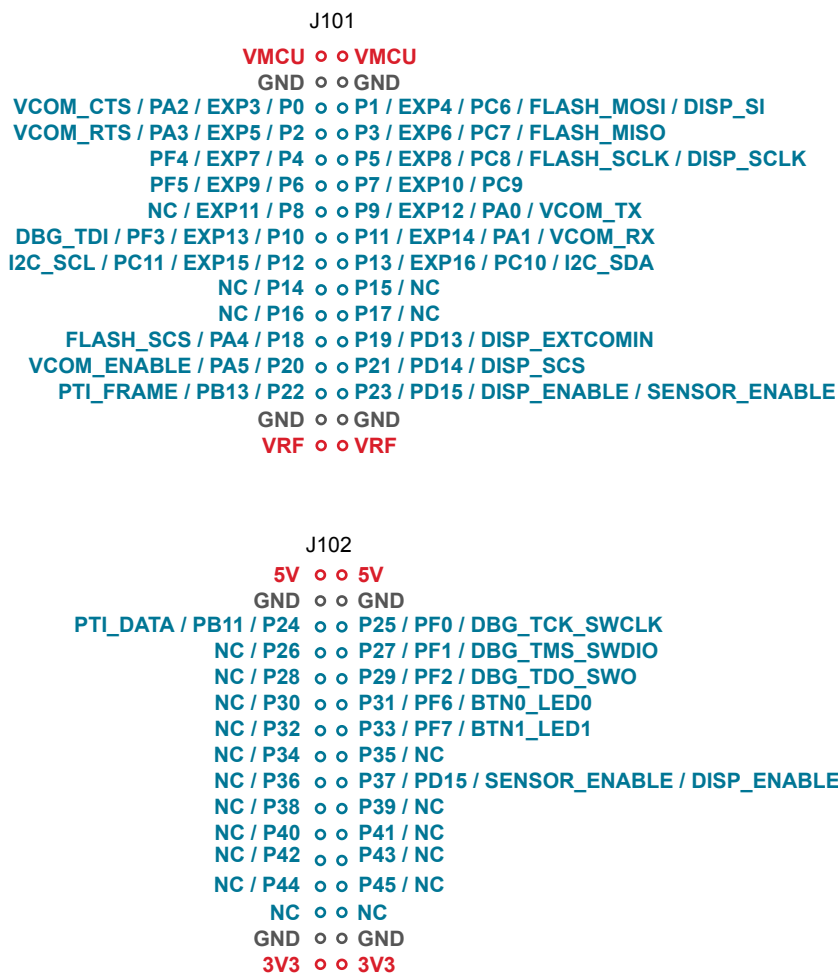 J101
VMCU VMCU
GND GND
VCOM_CTS / PA2 / EXP3 / P0 P1 / EXP4 / PC6 / FLASH_MOSI / DISP_SI
VCOM_RTS / PA3 / EXP5 / P2 P3 / EXP6 / PC7 / FLASH_MISO
PF4 / EXP7 / P4 P5 / EXP8 / PC8 / FLASH_SCLK / DISP_SCLK
PF5 / EXP9 / P6 P7 / EXP10 / PC9
NC / EXP11 / P8 P9 / EXP12 / PA0 / VCOM_TX
DBG_TDI / PF3 / EXP13 / P10 P11 / EXP14 / PA1 / VCOM_RX
I2C_SCL / PC11 / EXP15 / P12 P13 / EXP16 / PC10 / I2C_SDA
NC / P14 P15 / NC
NC / P16 P17 / NC
FLASH_SCS / PA4 / P18 P19 / PD13 / DISP_EXTCOMIN
VCOM_ENABLE / PA5 / P20 P21 / PD14 / DISP_SCS
PTI_FRAME / PB13 / P22 P23 / PD15 / DISP_ENABLE / SENSOR_ENABLE
GND GND
VRF VRF
J102
5V 5V
GND GND
PTI_DATA / PB11 / P24 P25 / PF0 / DBG_TCK_SWCLK
NC / P26 P27 / PF1 / DBG_TMS_SWDIO
NC / P28 P29 / PF2 / DBG_TDO_SWO
NC / P30 P31 / PF6 / BTN0_LED0
NC / P32 P33 / PF7 / BTN1_LED1
NC / P34 P35 / NC
NC / P36 P37 / PD15 / SENSOR_ENABLE / DISP_ENABLE
NC / P38 P39 / NC
NC / P40 P41 / NC
NC / P42 P43 / NC
NC / P44 P45 / NC
NC NC
GND GND
3V3 3V3